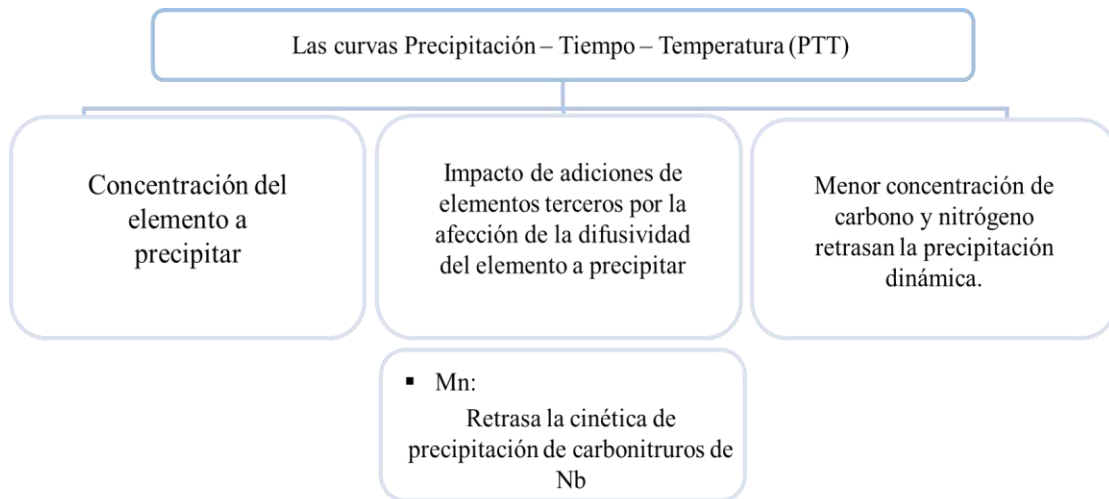 Las curvas Precipitación – Tiempo – Temperatura (PTT)
Concentración del
elemento a
precipitar
Impacto de adiciones de
elementos terceros por la
afección de la difusividad
del elemento a precipitar
Menor concentración de
carbono y nitrógeno
retrasan la precipitación
dinámica.
▪ Mn:
Retrasa la cinética de
precipitación de carbonitruros de
Nb